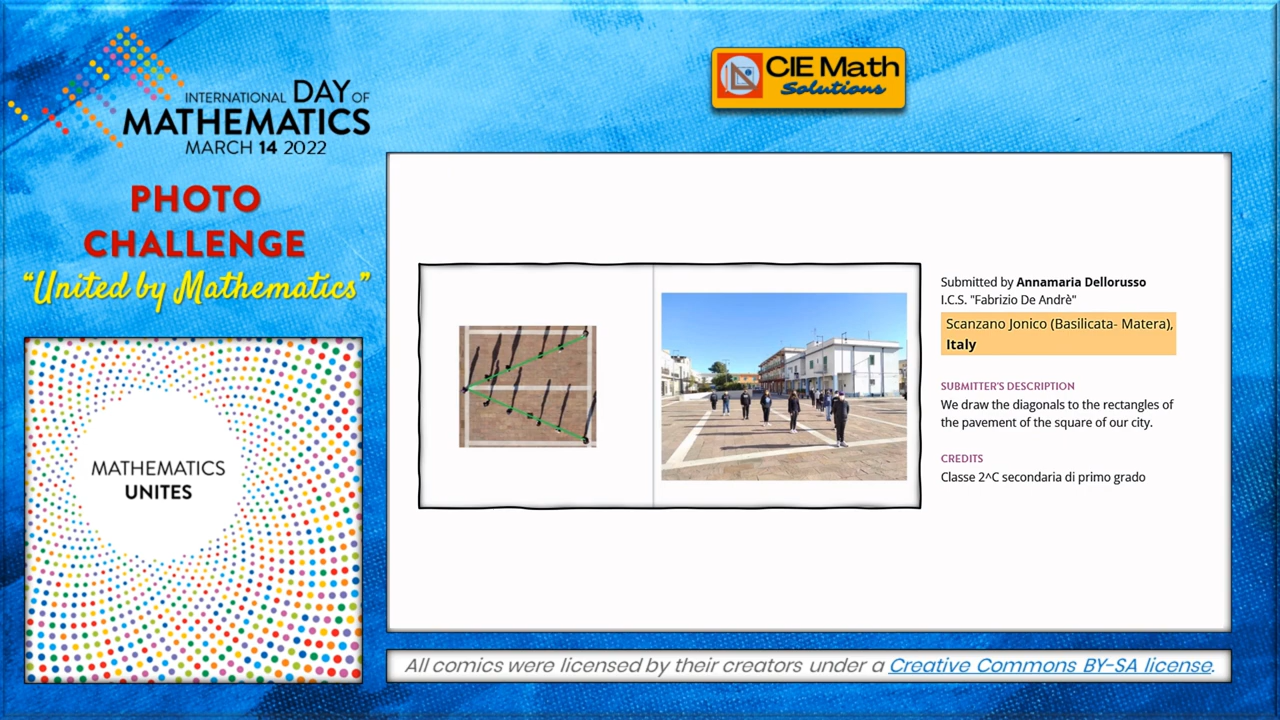 INTERNATIONAL DAY OF
MATHEMATICS
MARCH 14 2022
PHOTO
CHALLENGE
“United by Mathematics”
MATHEMATICS
UNITES
CIE Math
Solutions
Submitted by Annamaria Dellorusso
I.C.S. "Fabrizio De Andrè"
Scanzano Jonico (Basilicata- Matera),
Italy
SUBMITTER'S DESCRIPTION
We draw the diagonals to the rectangles of
the pavement of the square of our city.
CREDITS
Classe 2^C secondaria di primo grado
All comics were licensed by their creators under a Creative Commons BY-SA license.